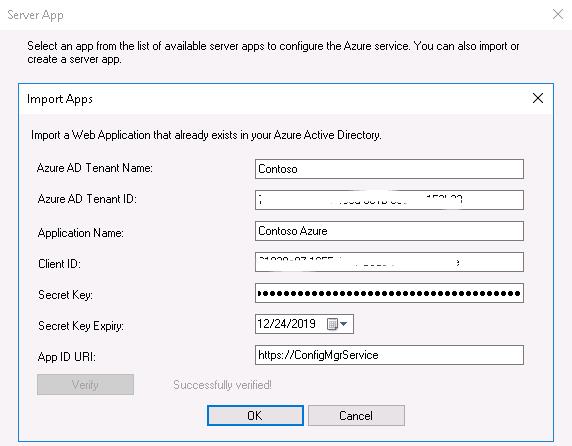 Server App
Select an app from the list of available server apps to configure the Azure service. You can also import or
create a server app.
Import Apps
Import a Web Application that already exists in your Azure Active Directory.
Azure AD Tenant Name: Contoso
Azure AD Tenant ID:
Application Name: Contoso Azure
Client ID:
Secret Key: ●●●●●●●●●●●●●●●●●●●●●●●●●●●●●●●●●●●●●●●
Secret Key Expiry: 12/24/2019
App ID URI: https://ConfigMgrService
Verify Successfully verified!
OK Cancel